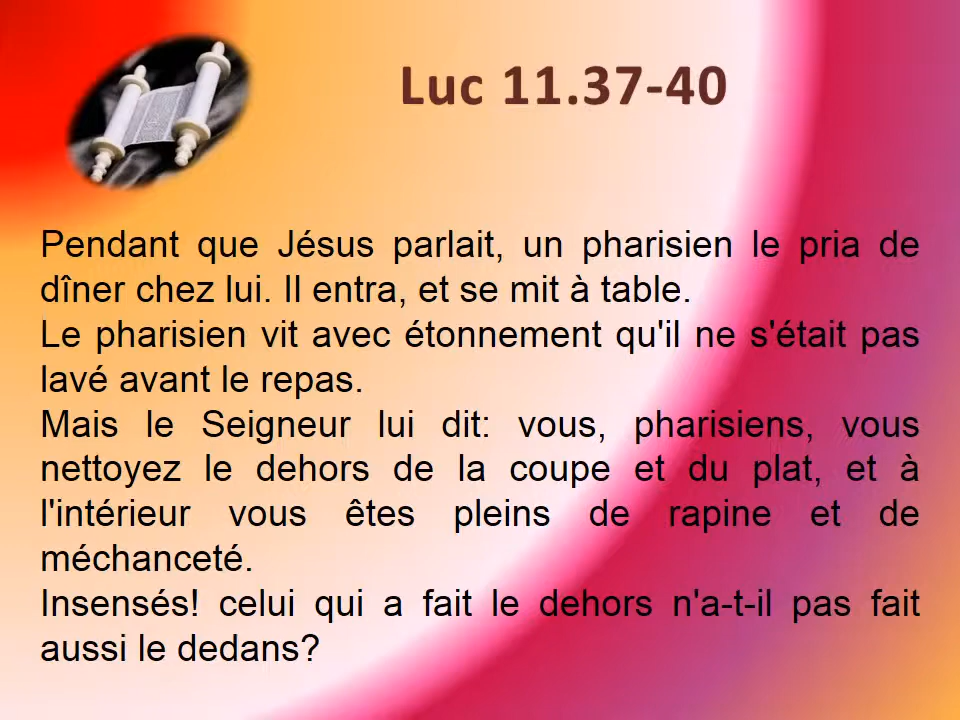 Luc 11.37-40
Pendant que Jésus parlait, un pharisien le pria de
dîner chez lui. Il entra, et se mit à table.
Le pharisien vit avec étonnement qu'il ne s'était pas
lavé avant le repas.
Mais le Seigneur lui dit: vous, pharisiens, vous
nettoyez le dehors de la coupe et du plat, et à
l'intérieur vous êtes pleins de rapine et de
méchanceté.
Insensés! celui qui a fait le dehors n'a-t-il pas fait
aussi le dedans?